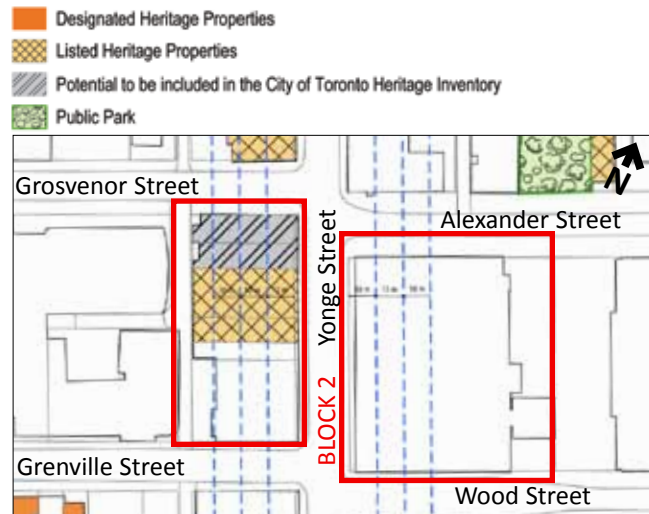 Designated Heritage Properties
Listed Heritage Properties
Potential to be included in the City of Toronto Heritage Inventory
Public Park
N
Grosvenor Street
Alexander Street
Yonge Street
BLOCK 2
Grenville Street
Wood Street